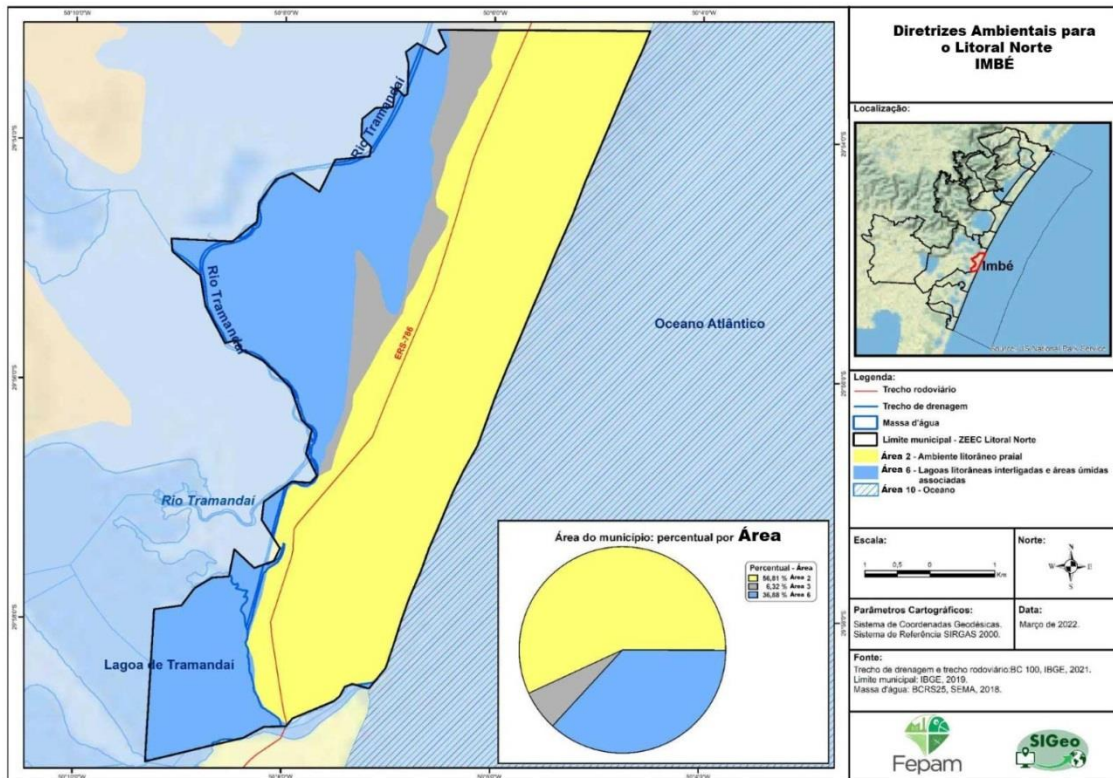 Diretrizes Ambientais para
o Litoral Norte
IMBÉ
Localização:
Imbé
Legenda:
Trecho rodoviário
Trecho de drenagem
Massa d'água
Limite municipal - ZEEC Litoral Norte
Área 2 - Ambiente litorâneo praial
Área 6 - Lagoas litorâneas interligadas e áreas úmidas
associadas
Área 10 - Oceano
Escala:
1 0,5 0 1
Km
Norte:
N
W E
S
Parâmetros Cartográficos:
Sistema de Coordenadas Geodésicas.
Sistema de Referência SIRGAS 2000.
Data:
Março de 2022.
Fonte:
Trecho de drenagem e trecho rodoviário:BC 100, IBGE, 2021.
Limite municipal: IBGE, 2019.
Massa d'água: BCRS25, SEMA, 2018.
Fepam
SIGeo
Rio Tramandaí
Rio Tramandaí
Rio Tramandaí
Lagoa de Tramandaí
ERS-786
Oceano Atlântico
Área do município: percentual por Área
Percentual - Área
56,81 % Área 2
6,32 % Área 3
36,88 % Área 6